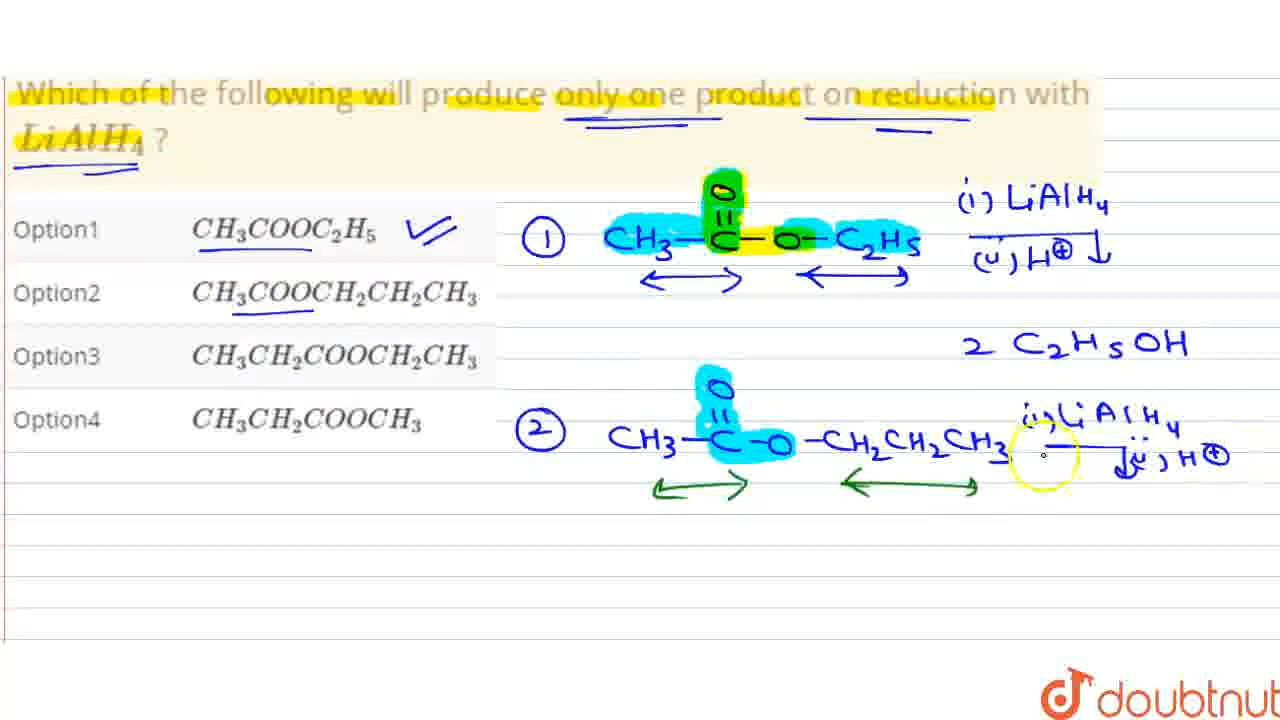 Which of the following will produce only one product on reduction with
LiAlH₄ ?
Option1 CH₃COOC₂H₅
Option2 CH₃COOCH₂CH₂CH₃
Option3 CH₃CH₂COOCH₂CH₃
Option4 CH₃CH₂COOCH₃
① O
||
CH₃–C–O–C₂H₅
(i) LiAlH₄
(ii) H⊕
2 C₂H₅OH
② O
||
CH₃–C–O–CH₂CH₂CH₃
(i) LiAlH₄
(ii) H⊕
doubtnut